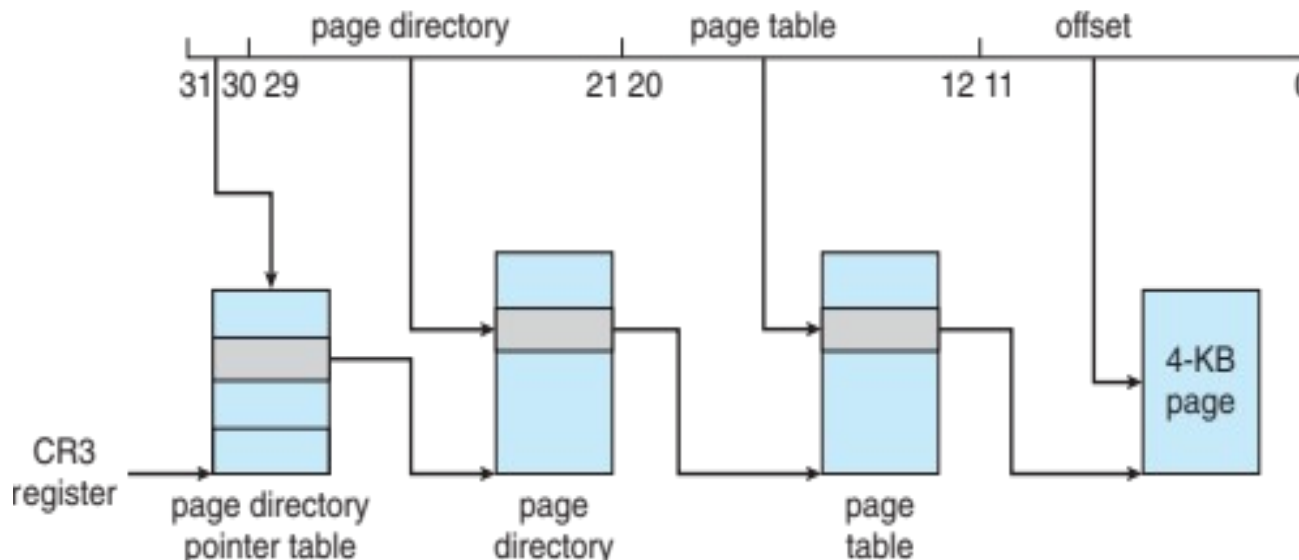 page directory page table offset
31 30 29 21 20 12 11
4-KB
page
CR3
register
page directory
pointer table
page
directory
page
table